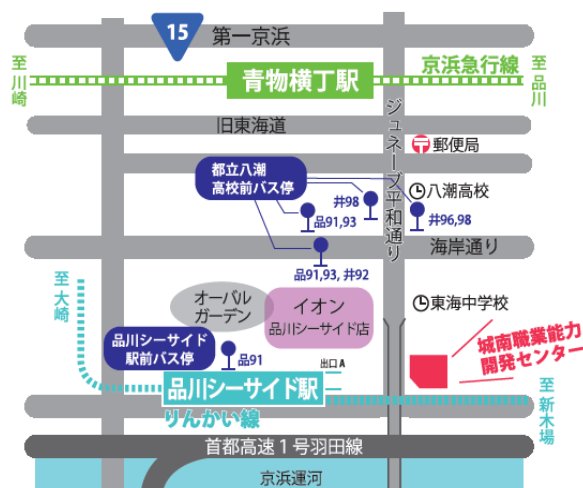 15
第一京浜
至川崎
青物横丁駅
京浜急行線
至品川
旧東海道
ジュネーブ平和通り
郵便局
都立八潮
高校前バス停
井98
八潮高校
品91,93
井96,98
海岸通り
品91,93, 井92
至大崎
オーバル
ガーデン
イオン
品川シーサイド店
東海中学校
品川シーサイド
駅前バス停
品91
出口A
城南職業能力
開発センター
品川シーサイド駅
りんかい線
至新木場
首都高速1号羽田線
京浜運河